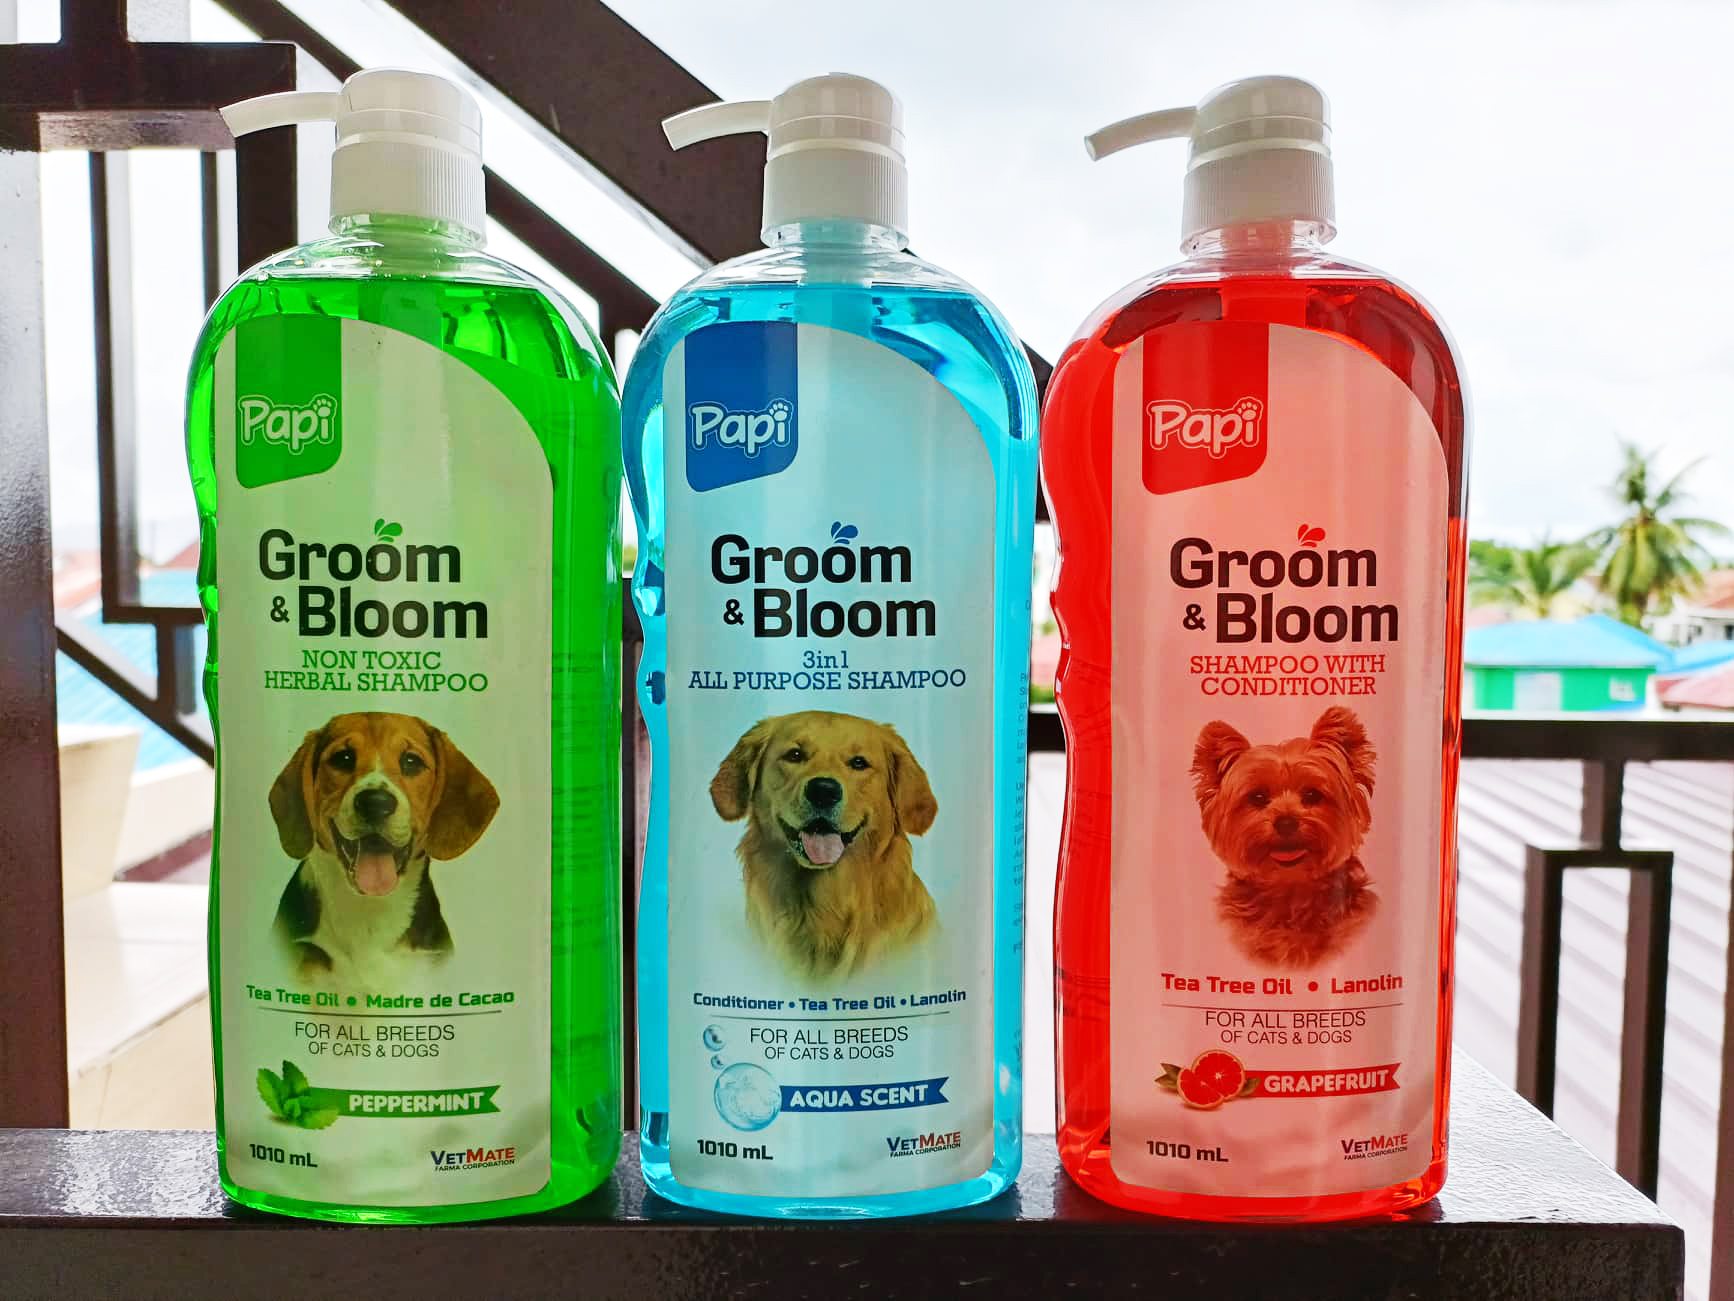 Papi
Groom
& Bloom
NON TOXIC
HERBAL SHAMPOO
Tea Tree Oil • Madre de Cacao
FOR ALL BREEDS
OF CATS & DOGS
PEPPERMINT
1010 mL
VETMATE
FARMA CORPORATION
Papi
Groom
& Bloom
3in1
ALL PURPOSE SHAMPOO
Conditioner • Tea Tree Oil • Lanolin
FOR ALL BREEDS
OF CATS & DOGS
AQUA SCENT
1010 mL
VETMATE
FARMA CORPORATION
Papi
Groom
& Bloom
SHAMPOO WITH
CONDITIONER
Tea Tree Oil • Lanolin
FOR ALL BREEDS
OF CATS & DOGS
GRAPEFRUIT
1010 mL
VETMATE
FARMA CORPORATION